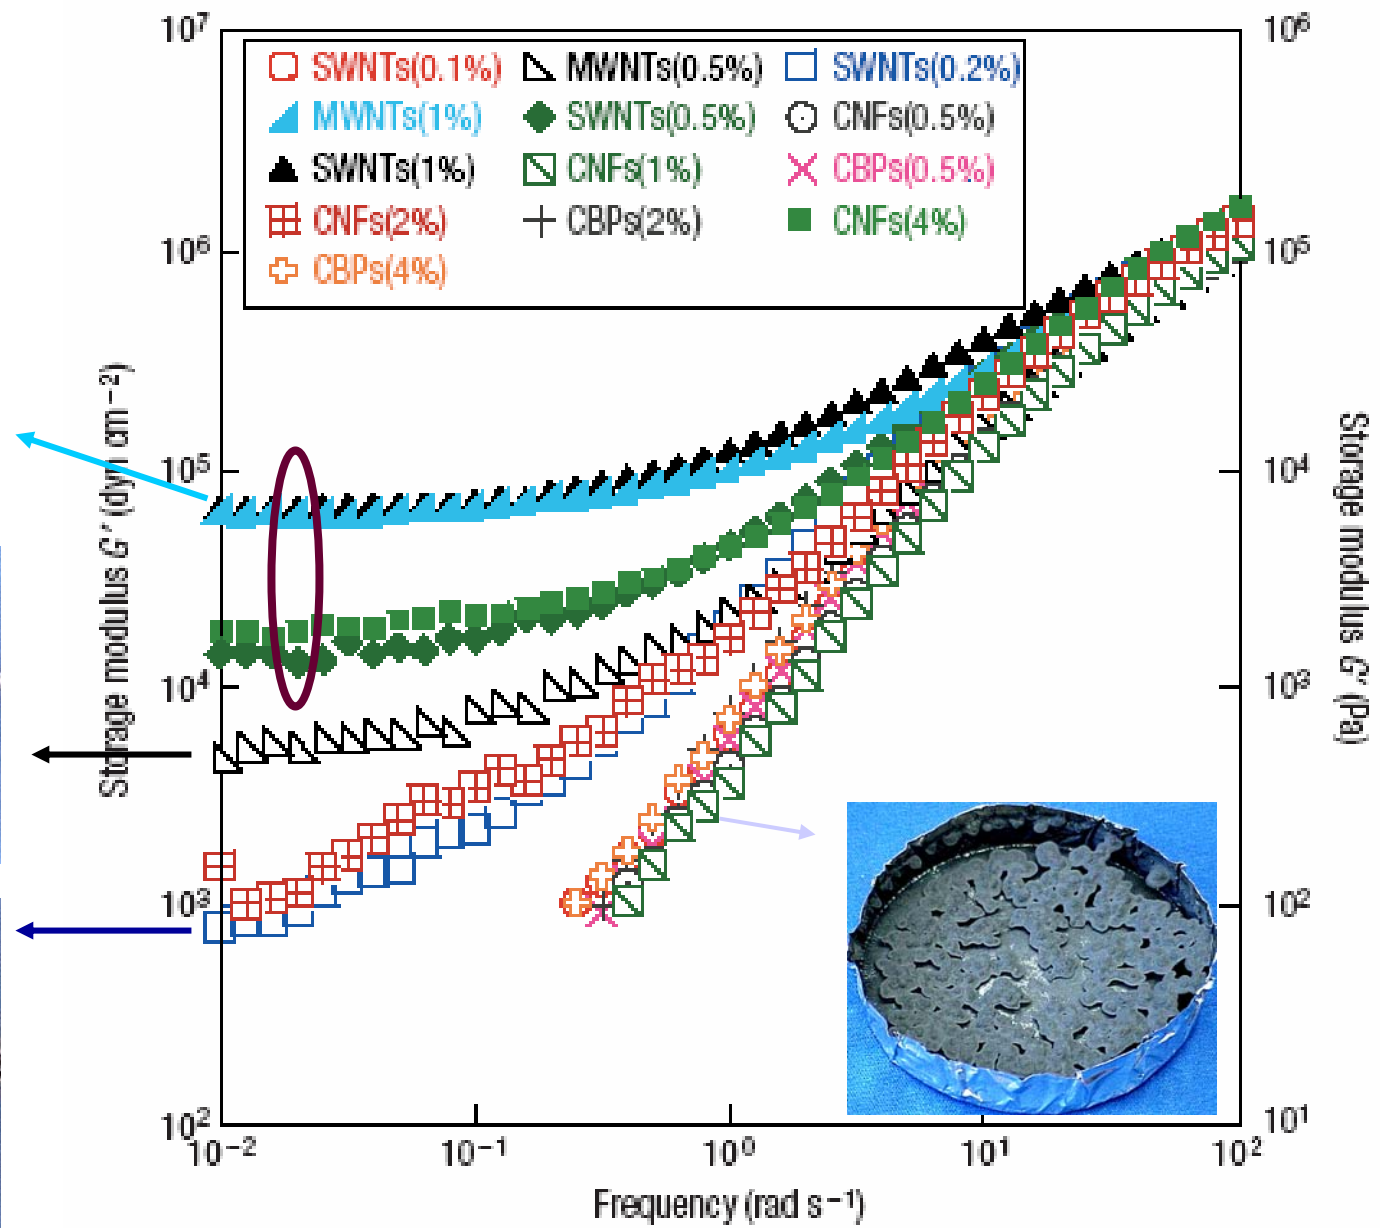 10⁷
10⁶
SWNTs(0.1%) MWNTs(0.5%) SWNTs(0.2%)
MWNTs(1%) SWNTs(0.5%) CNFs(0.5%)
SWNTs(1%) CNFs(1%) CBPs(0.5%)
CNFs(2%) CBPs(2%) CNFs(4%)
CBPs(4%)
10⁶
10⁵
Storage modulus G′ (dyn cm⁻²)
10⁵
10⁴
Storage modulus G′ (Pa)
10⁴
10³
10³
10²
10²
10¹
10⁻² 10⁻¹ 10⁰ 10¹ 10²
Frequency (rad s⁻¹)